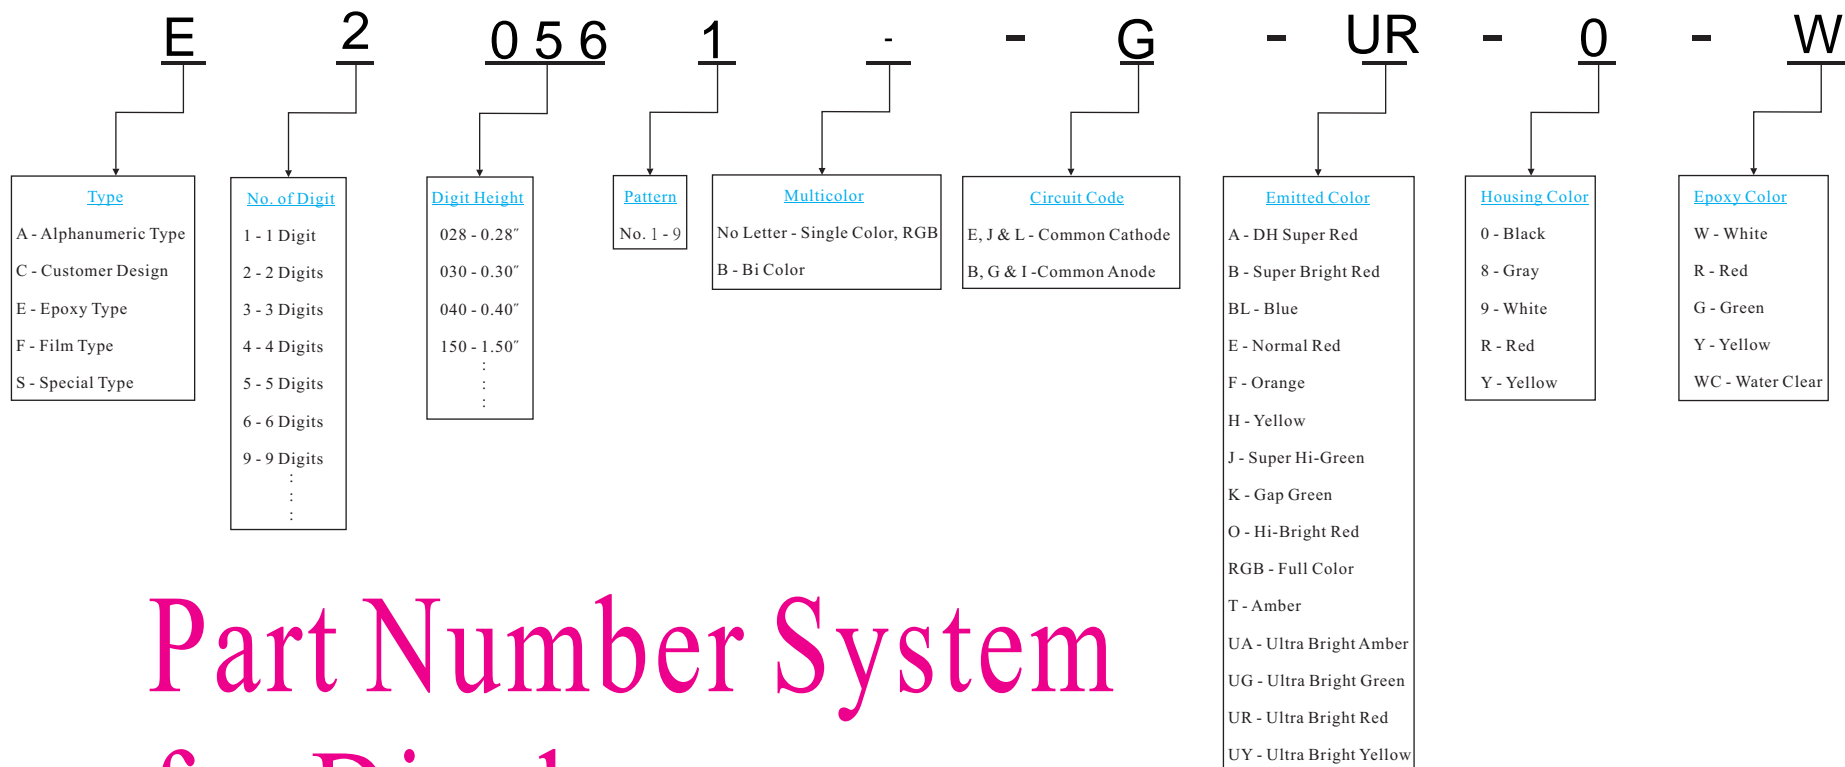 E 2 056 1 - - G - UR - 0 - W
Type
A - Alphanumeric Type
C - Customer Design
E - Epoxy Type
F - Film Type
S - Special Type
No. of Digit
1 - 1 Digit
2 - 2 Digits
3 - 3 Digits
4 - 4 Digits
5 - 5 Digits
6 - 6 Digits
9 - 9 Digits
:
:
:
Digit Height
028 - 0.28″
030 - 0.30″
040 - 0.40″
150 - 1.50″
:
:
:
Pattern
No. 1 - 9
Multicolor
No Letter - Single Color, RGB
B - Bi Color
Circuit Code
E, J & L - Common Cathode
B, G & I -Common Anode
Emitted Color
A - DH Super Red
B - Super Bright Red
BL - Blue
E - Normal Red
F - Orange
H - Yellow
J - Super Hi-Green
K - Gap Green
O - Hi-Bright Red
RGB - Full Color
T - Amber
UA - Ultra Bright Amber
UG - Ultra Bright Green
UR - Ultra Bright Red
UY - Ultra Bright Yellow
Housing Color
0 - Black
8 - Gray
9 - White
R - Red
Y - Yellow
Epoxy Color
W - White
R - Red
G - Green
Y - Yellow
WC - Water Clear
Part Number System